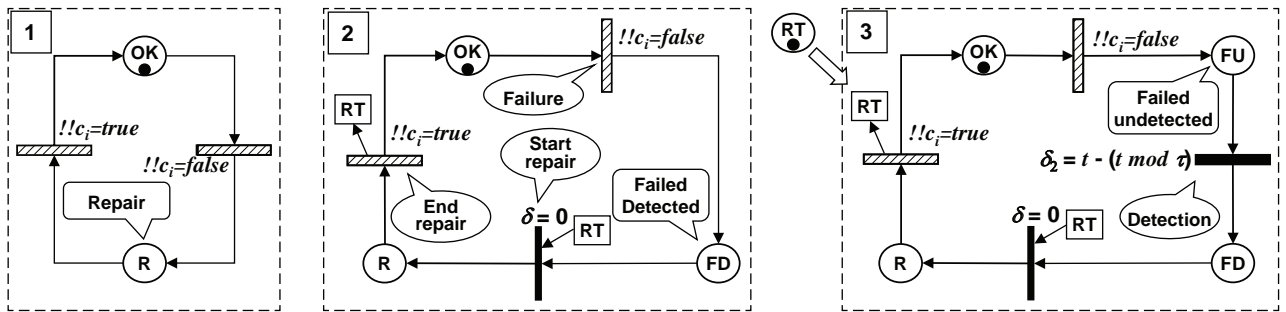 1
OK
!!ci=true
!!ci=false
Repair
R
2
OK
!!ci=false
Failure
RT
!!ci=true
Start
repair
End
repair
δ = 0
RT
Failed
Detected
R
FD
RT
3
OK
!!ci=false
FU
RT
Failed
undetected
!!ci=true
δ2 = t - (t mod τ)
δ = 0
RT
Detection
R
FD